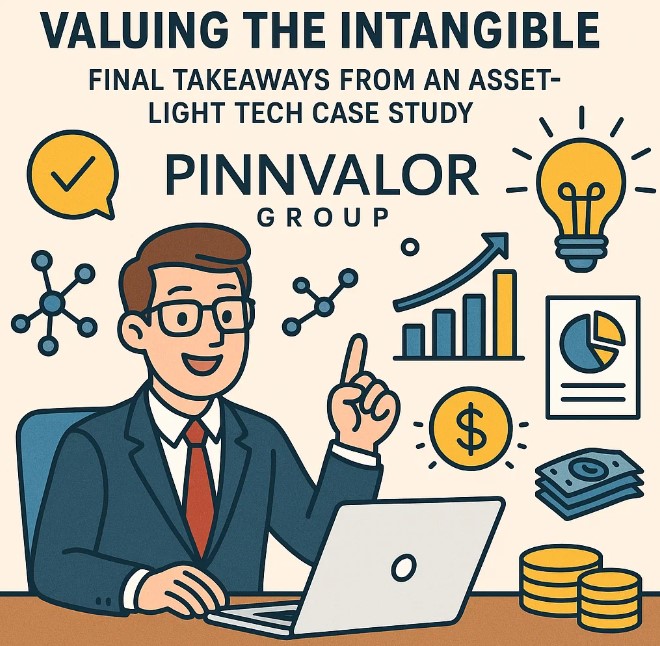 VALUING THE INTANGIBLE
FINAL TAKEAWAYS FROM AN ASSET-
LIGHT TECH CASE STUDY
PINNVALOR
GROUP
$